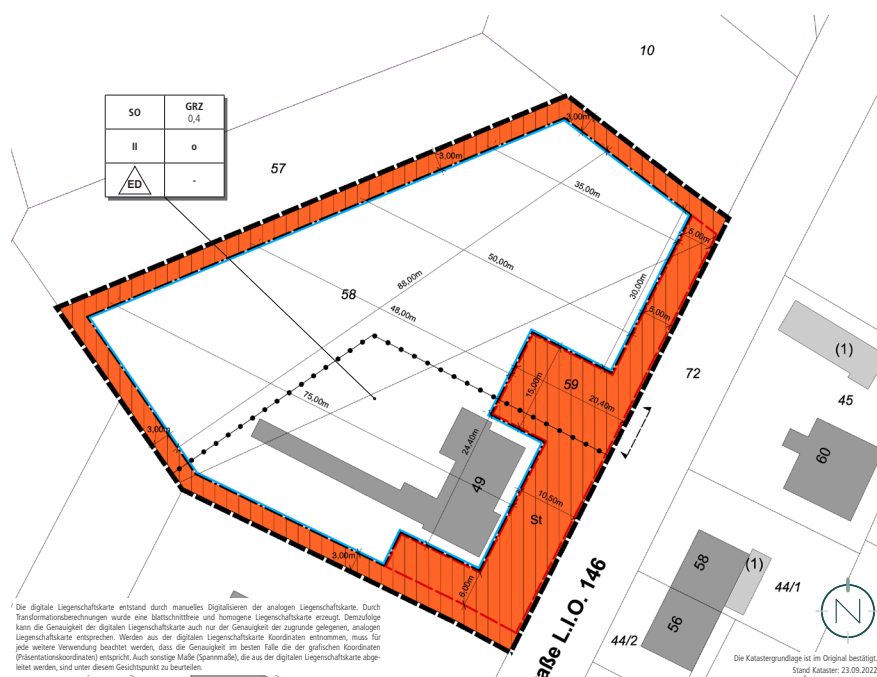 10
SO GRZ
0,4
II o
ED -
57
3,00m
3,00m
35,00m
5,00m
50,00m
88,00m
30,00m
58
48,00m
5,00m
72
(1)
15,00m
59
45
20,40m
75,00m
3,00m
24,40m
60
49
10,50m
St
3,00m
6,00m
58
(1)
44/1
56
44/2
aße L.I.O. 146
N
Die digitale Liegenschaftskarte entstand durch manuelles Digitalisieren der analogen Liegenschaftskarte. Durch
Transformationsberechnungen wurde eine blattschnittfreie und homogene Liegenschaftskarte erzeugt. Demzufolge
kann die Genauigkeit der digitalen Liegenschaftskarte auch nur der Genauigkeit der zugrunde gelegenen, analogen
Liegenschaftskarte entsprechen. Werden aus der digitalen Liegenschaftskarte Koordinaten entnommen, muss für
jede weitere Verwendung beachtet werden, dass die Genauigkeit im besten Falle die der grafischen Koordinaten
(Präsentationskoordinaten) entspricht. Auch sonstige Maße (Spannmaße), die aus der digitalen Liegenschaftskarte abge-
leitet werden, sind unter diesem Gesichtspunkt zu beurteilen.
Die Katastergrundlage ist im Original bestätigt.
Stand Kataster: 23.09.2022